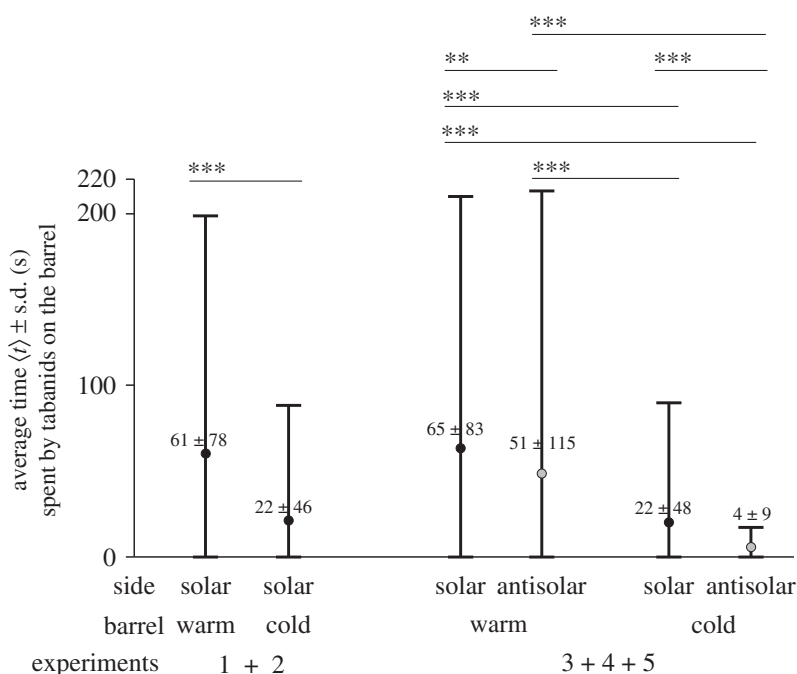 ***
** ***
***
***
*** ***
220
200
100
0
average time ⟨t⟩ ± s.d. (s)
spent by tabanids on the barrel
61 ± 78
22 ± 46
65 ± 83
51 ± 115
22 ± 48
4 ± 9
side solar solar solar antisolar solar antisolar
barrel warm cold warm cold
experiments 1 + 2 3 + 4 + 5